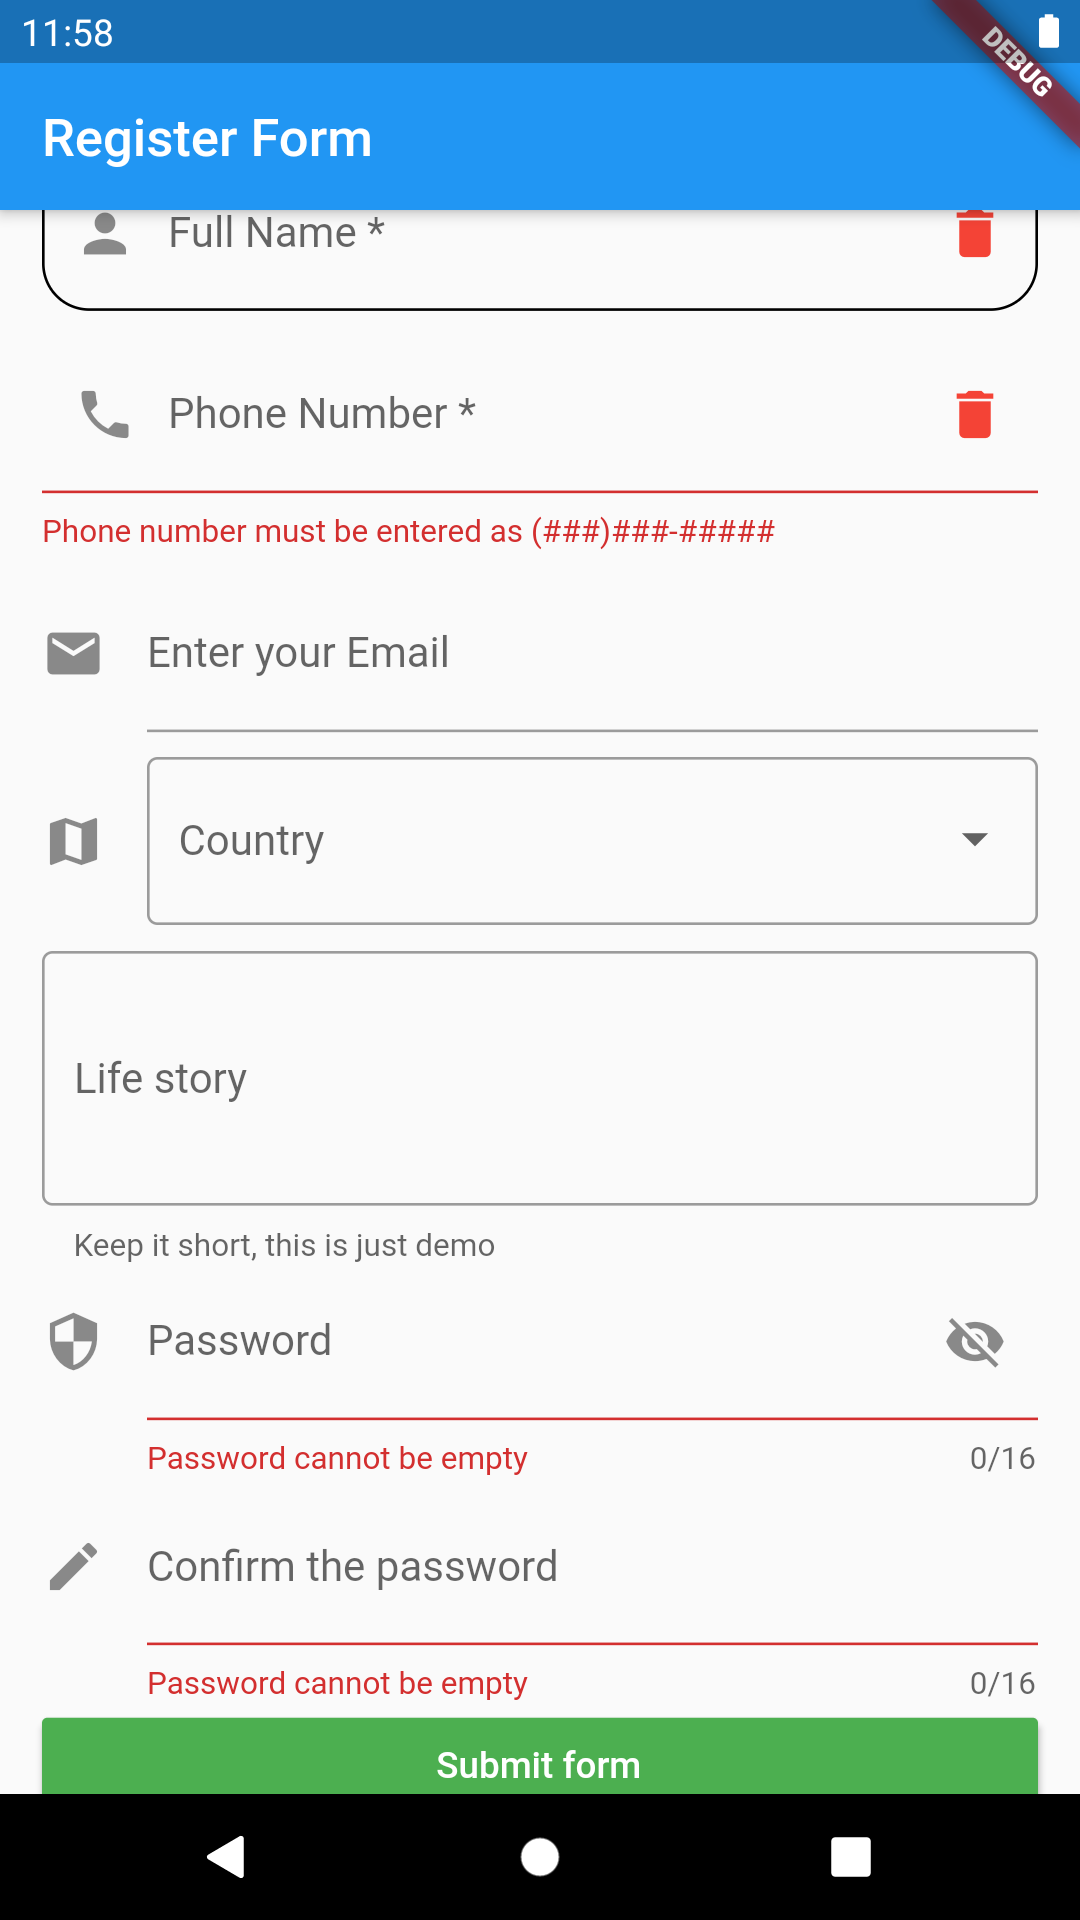 11:58
DEBUG
Register Form
Full Name *
Phone Number *
Phone number must be entered as (###)###-#####
Enter your Email
Country
Life story
Keep it short, this is just demo
Password
Password cannot be empty 0/16
Confirm the password
Password cannot be empty 0/16
Submit form